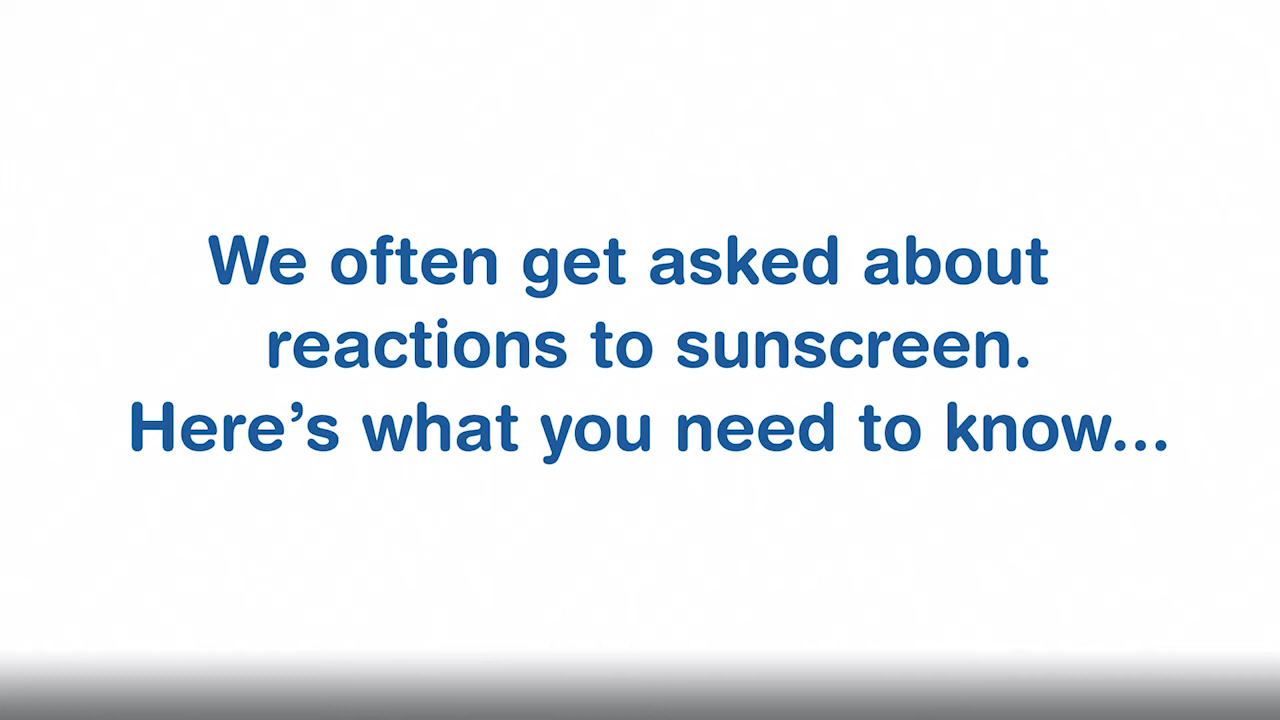 We often get asked about
reactions to sunscreen.
Here’s what you need to know...